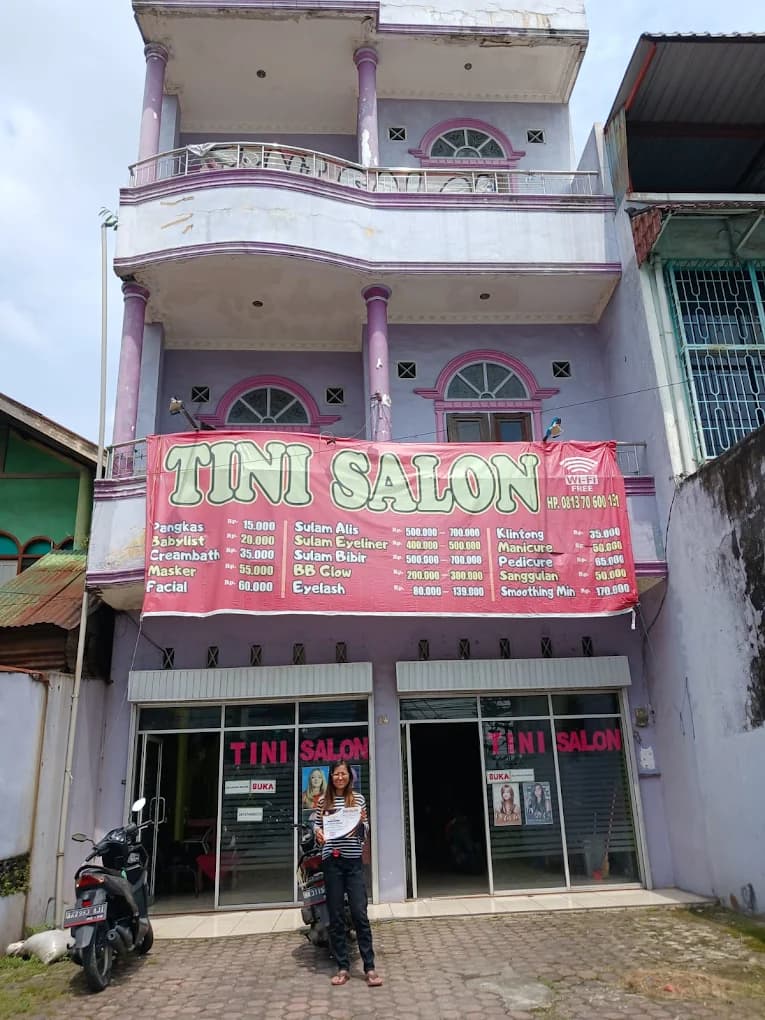 TINI SALON
Wi-Fi
FREE
HP. 0813 70 600 131
Pangkas Rp. 15.000
Babylist Rp. 20.000
Creambath Rp. 35.000
Masker Rp. 55.000
Facial Rp. 60.000
Sulam Alis Rp. 500.000 - 700.000
Sulam Eyeliner Rp. 400.000 - 500.000
Sulam Bibir Rp. 500.000 - 700.000
BB Glow Rp. 200.000 - 300.000
Eyelash Rp. 80.000 - 139.000
Klintong Rp. 35.000
Manicure Rp. 60.000
Pedicure Rp. 65.000
Sanggulan Rp. 50.000
Smoothing Min Rp. 170.000
TINI SALON
BUKA
TINI SALON
BUKA